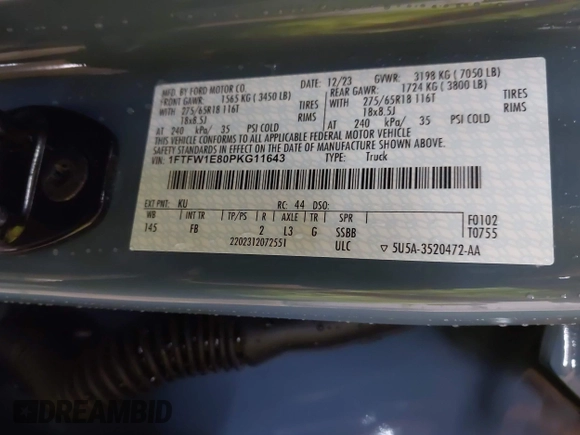 MFD. BY FORD MOTOR CO.
12/23 GVWR: 3198 KG ( 7050 LB)
FRONT GAWR: 1565 KG ( 3450 LB) REAR GAWR: 1724 KG ( 3800 LB)
WITH 275/65R18 116T TIRES WITH 275/65R18 116T TIRES
18x8.5J RIMS 18x8.5J RIMS
AT 240 kPa/ 35 PSI COLD AT 240 kPa/ 35 PSI COLD
THIS VEHICLE CONFORMS TO ALL APPLICABLE FEDERAL MOTOR VEHICLE
SAFETY AND THEFT PREVENTION STANDARDS IN EFFECT ON THE DATE OF MANUFACTURE SHOWN ABOVE.
VIN: 1FTFW1E80PKG11643 TYPE: Truck
EXT PNT: KU RC: 44 DSO:
WB INT TR TP/PS R AXLE TR SPR F0102
145 FB 2 L3 G SSBB T0755
2202312072551 ULC ▽ 5U5A-3520472-AA
DREAMBID